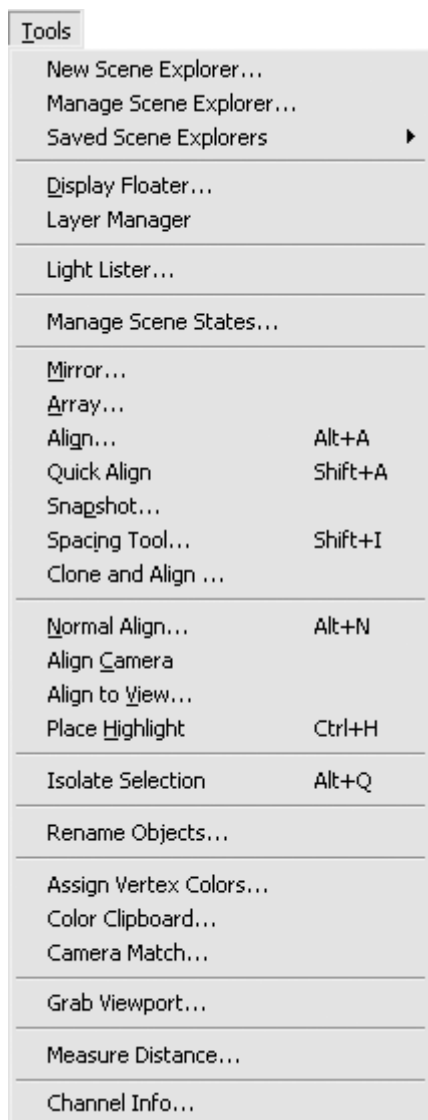 Tools
New Scene Explorer...
Manage Scene Explorer...
Saved Scene Explorers
Display Floater...
Layer Manager
Light Lister...
Manage Scene States...
Mirror...
Array...
Align... Alt+A
Quick Align Shift+A
Snapshot...
Spacing Tool... Shift+I
Clone and Align ...
Normal Align... Alt+N
Align Camera
Align to View...
Place Highlight Ctrl+H
Isolate Selection Alt+Q
Rename Objects...
Assign Vertex Colors...
Color Clipboard...
Camera Match...
Grab Viewport...
Measure Distance...
Channel Info...